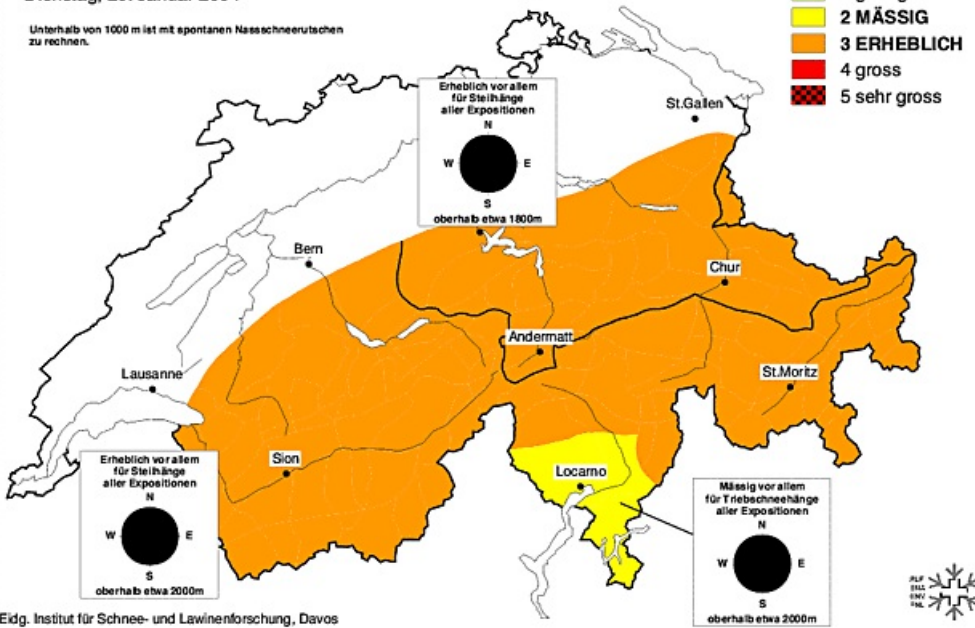 Unterhalb von 1000 m ist mit spontanen Nassschneerutschen
zu rechnen.
2 MÄSSIG
3 ERHEBLICH
4 gross
5 sehr gross
Erheblich vor allem
für Steilhänge
aller Expositionen
N
W E
S
oberhalb etwa 1800m
St.Gallen
Bern
Chur
Andermatt
Lausanne
St.Moritz
Sion
Locarno
Erheblich vor allem
für Steilhänge
aller Expositionen
N
W E
S
oberhalb etwa 2000m
Mässig vor allem
für Triebschneehänge
aller Expositionen
N
W E
S
oberhalb etwa 2000m
SLF
ENV
SNL
Eidg. Institut für Schnee- und Lawinenforschung, Davos